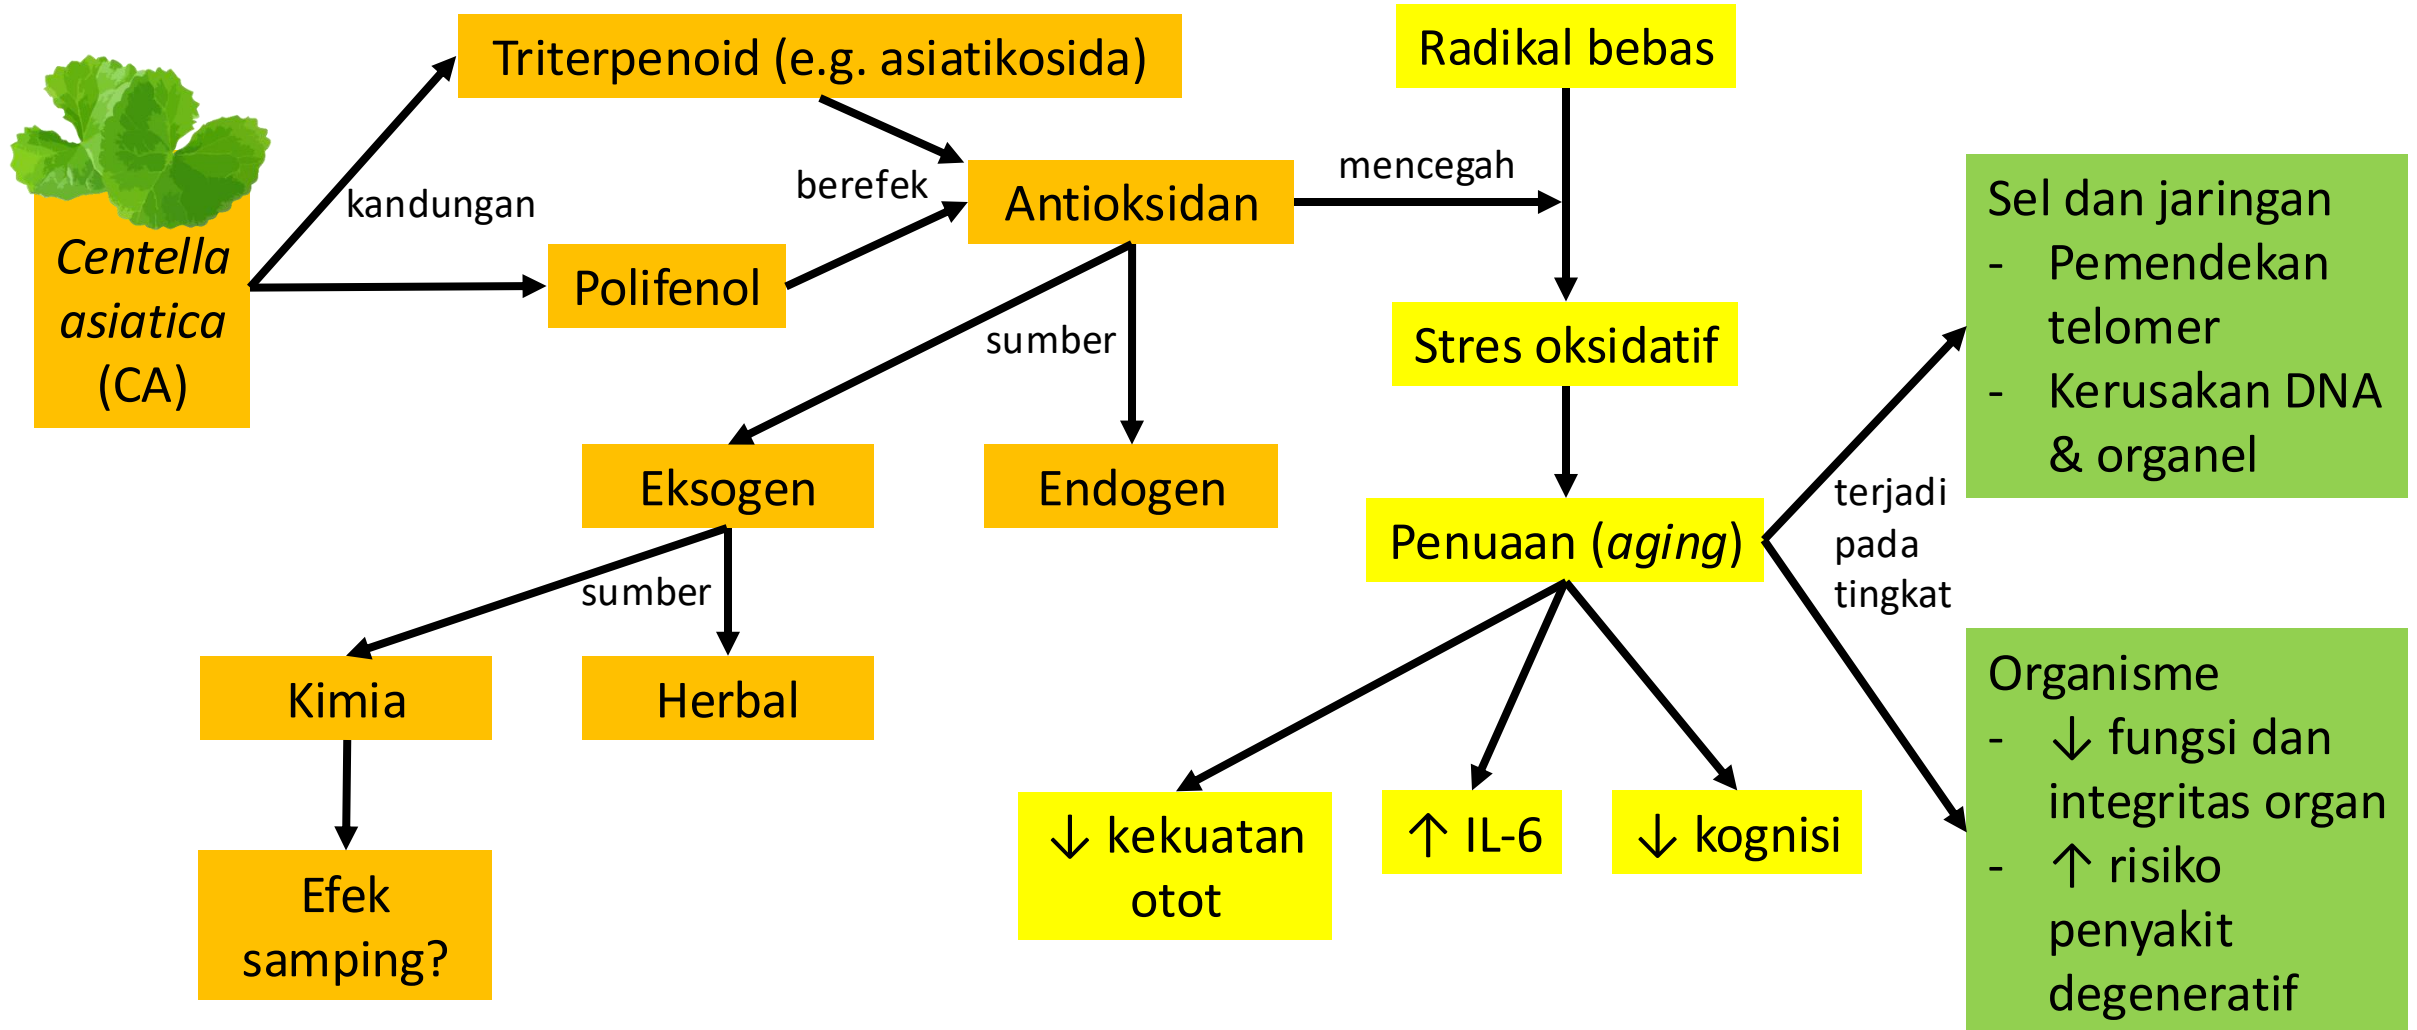 Triterpenoid (e.g. asiatikosida)
Radikal bebas
kandungan
berefek
Antioksidan
mencegah
Centella
asiatica
(CA)
Polifenol
sumber
Stres oksidatif
Eksogen
Endogen
Penuaan (aging)
sumber
Kimia
Herbal
Efek
samping?
↓ kekuatan
otot
↑ IL-6
↓ kognisi
terjadi
pada
tingkat
Sel dan jaringan
- Pemendekan
telomer
- Kerusakan DNA
& organel
Organisme
- ↓ fungsi dan
integritas organ
- ↑ risiko
penyakit
degeneratif